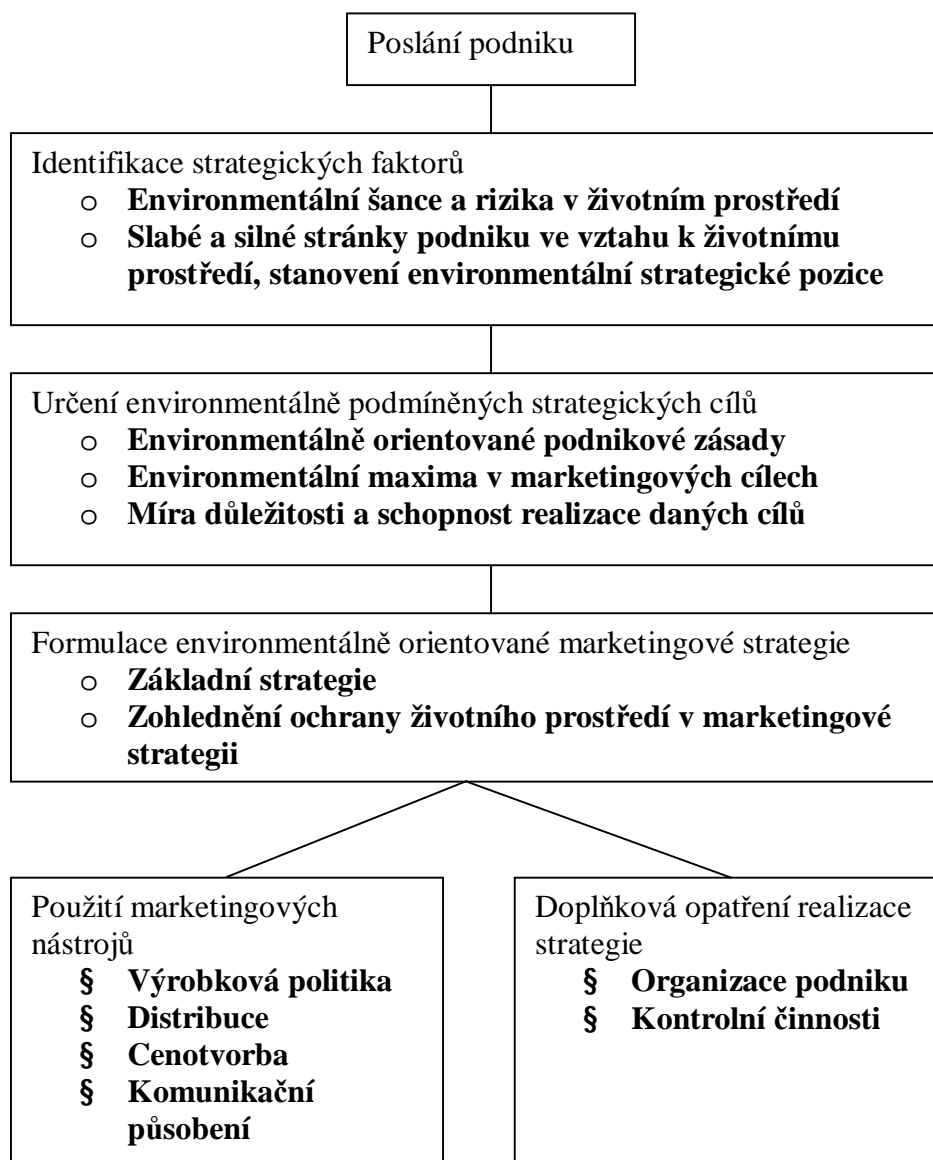 Poslání podniku
Identifikace strategických faktorů
o Environmentální šance a rizika v životním prostředí
o Slabé a silné stránky podniku ve vztahu k životnímu
prostředí, stanovení environmentální strategické pozice
Určení environmentálně podmíněných strategických cílů
o Environmentálně orientované podnikové zásady
o Environmentální maxima v marketingových cílech
o Míra důležitosti a schopnost realizace daných cílů
Formulace environmentálně orientované marketingové strategie
o Základní strategie
o Zohlednění ochrany životního prostředí v marketingové
strategii
Použití marketingových
nástrojů
§ Výrobková politika
§ Distribuce
§ Cenotvorba
§ Komunikační
působení
Doplňková opatření realizace
strategie
§ Organizace podniku
§ Kontrolní činnosti